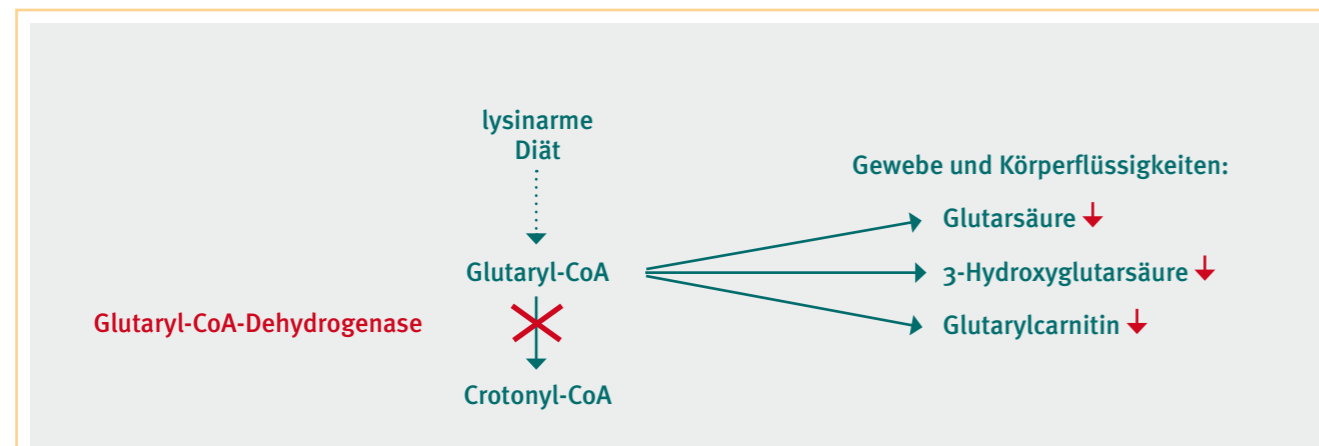 lysinarme
Diät
Gewebe und Körperflüssigkeiten:
Glutarsäure
Glutaryl-CoA
3-Hydroxyglutarsäure
Glutaryl-CoA-Dehydrogenase
Glutarylcarnitin
Crotonyl-CoA